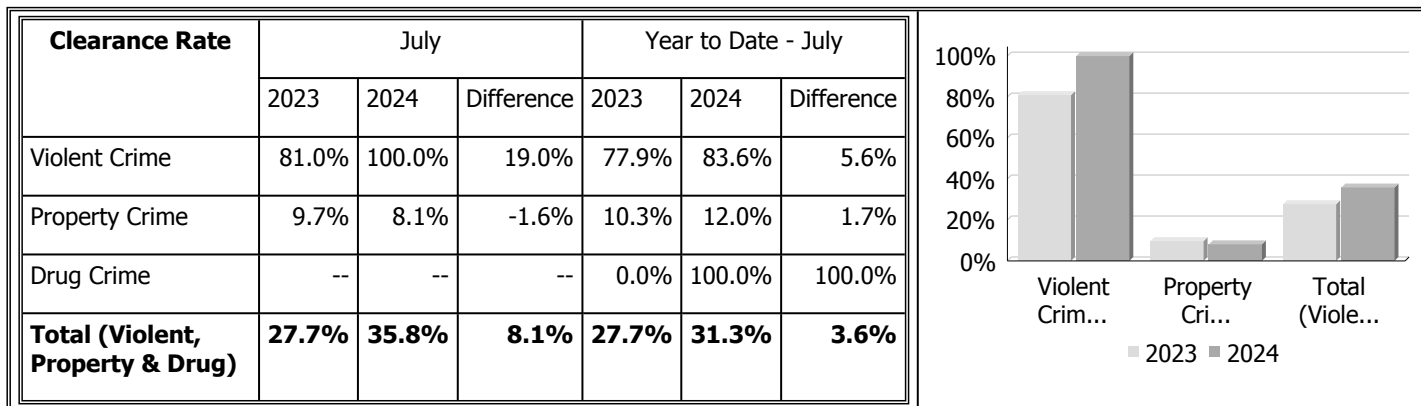 Clearance Rate July Year to Date - July
2023 2024 Difference 2023 2024 Difference
Violent Crime 81.0% 100.0% 19.0% 77.9% 83.6% 5.6%
Property Crime 9.7% 8.1% -1.6% 10.3% 12.0% 1.7%
Drug Crime -- -- -- 0.0% 100.0% 100.0%
Total (Violent, 27.7% 35.8% 8.1% 27.7% 31.3% 3.6%
Property & Drug)
100%
80%
60%
40%
20%
0%
Violent Property Total
Crim... Cri... (Viole...
2023 2024